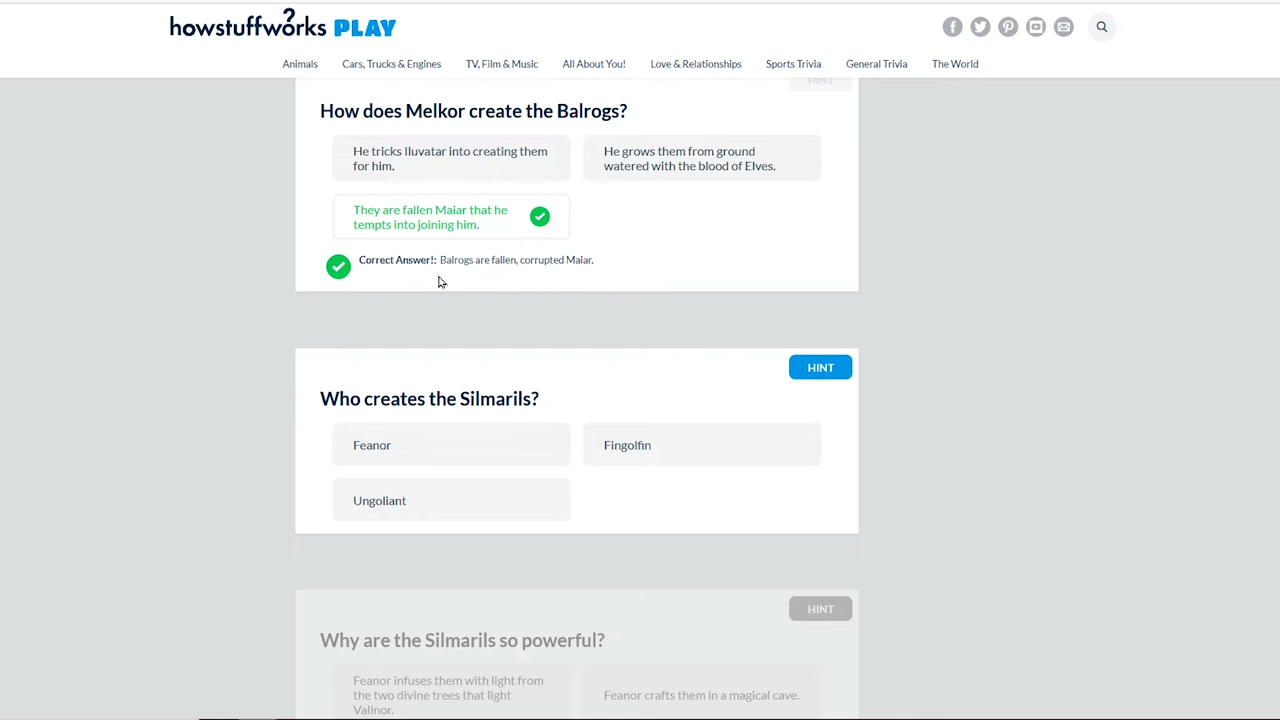 howstuffworks PLAY
Animals Cars, Trucks & Engines TV, Film & Music All About You! Love & Relationships Sports Trivia General Trivia The World
HINT
How does Melkor create the Balrogs?
He tricks Iluvatar into creating them
for him.
He grows them from ground
watered with the blood of Elves.
They are fallen Maiar that he
tempts into joining him.
Correct Answer!: Balrogs are fallen, corrupted Maiar.
HINT
Who creates the Silmarils?
Feanor
Fingolfin
Ungoliant
HINT
Why are the Silmarils so powerful?
Feanor infuses them with light from
the two divine trees that light
Valinor.
Feanor crafts them in a magical cave.